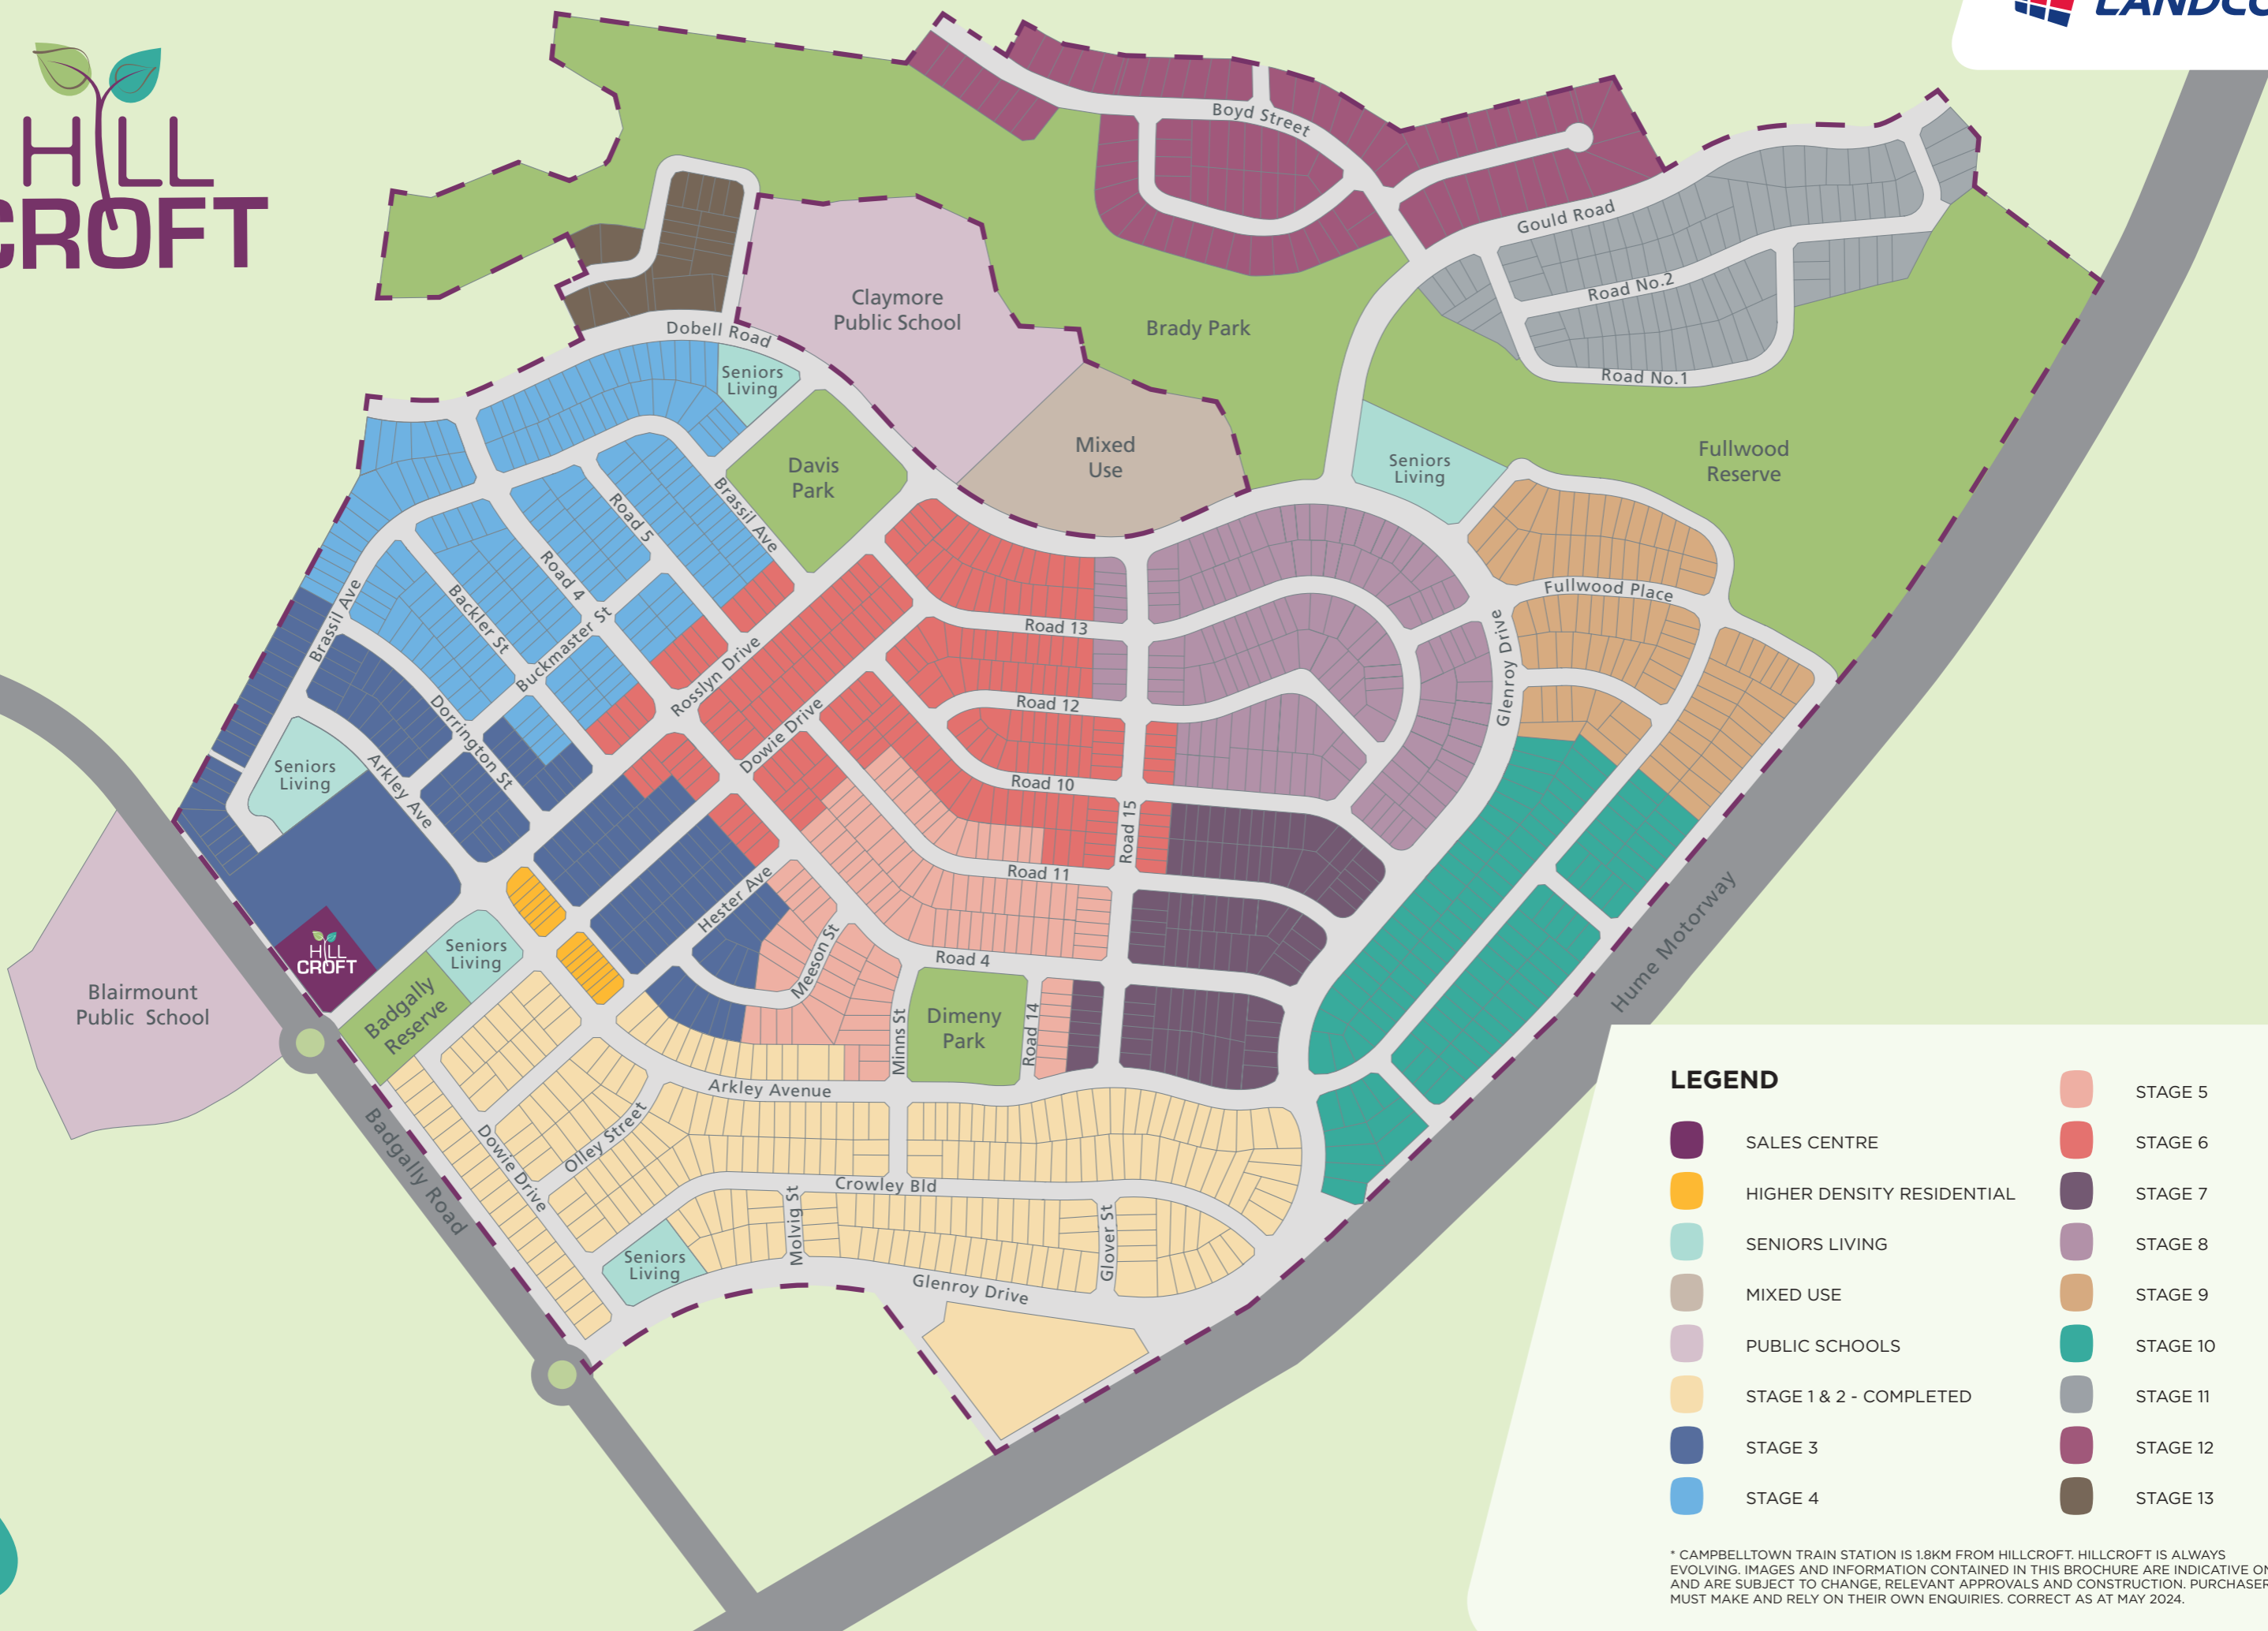 HILL
CROFT
Boyd Street
Gould Road
Road No.2
Road No.1
Claymore
Public School
Brady Park
Dobell Road
Seniors
Living
Mixed
Use
Fullwood
Reserve
Seniors
Living
Davis
Park
Brassil Ave
Road 5
Road 4
Backler St
Buckmaster St
Brassil Ave
Fullwood Place
Glenroy Drive
Road 13
Rosslyn Drive
Road 12
Dowie Drive
Dorrington St
Arkley Ave
Seniors
Living
Road 10
Road 15
Road 11
Hester Ave
Meeson St
Road 4
Hume Motorway
Seniors
Living
HILL
CROFT
Badgally
Reserve
Blairmount
Public School
Minns St
Dimeny
Park
Road 14
Arkley Avenue
Olley Street
Dowie Drive
Badgally Road
Crowley Bld
Molvig St
Glover St
Seniors
Living
Glenroy Drive
LEGEND
SALES CENTRE
HIGHER DENSITY RESIDENTIAL
SENIORS LIVING
MIXED USE
PUBLIC SCHOOLS
STAGE 1 & 2 - COMPLETED
STAGE 3
STAGE 4
STAGE 5
STAGE 6
STAGE 7
STAGE 8
STAGE 9
STAGE 10
STAGE 11
STAGE 12
STAGE 13
* CAMPBELLTOWN TRAIN STATION IS 1.8KM FROM HILLCROFT. HILLCROFT IS ALWAYS
EVOLVING. IMAGES AND INFORMATION CONTAINED IN THIS BROCHURE ARE INDICATIVE
AND ARE SUBJECT TO CHANGE, RELEVANT APPROVALS AND CONSTRUCTION.
MUST MAKE AND RELY ON THEIR OWN ENQUIRIES. CORRECT AS AT MAY 2024.